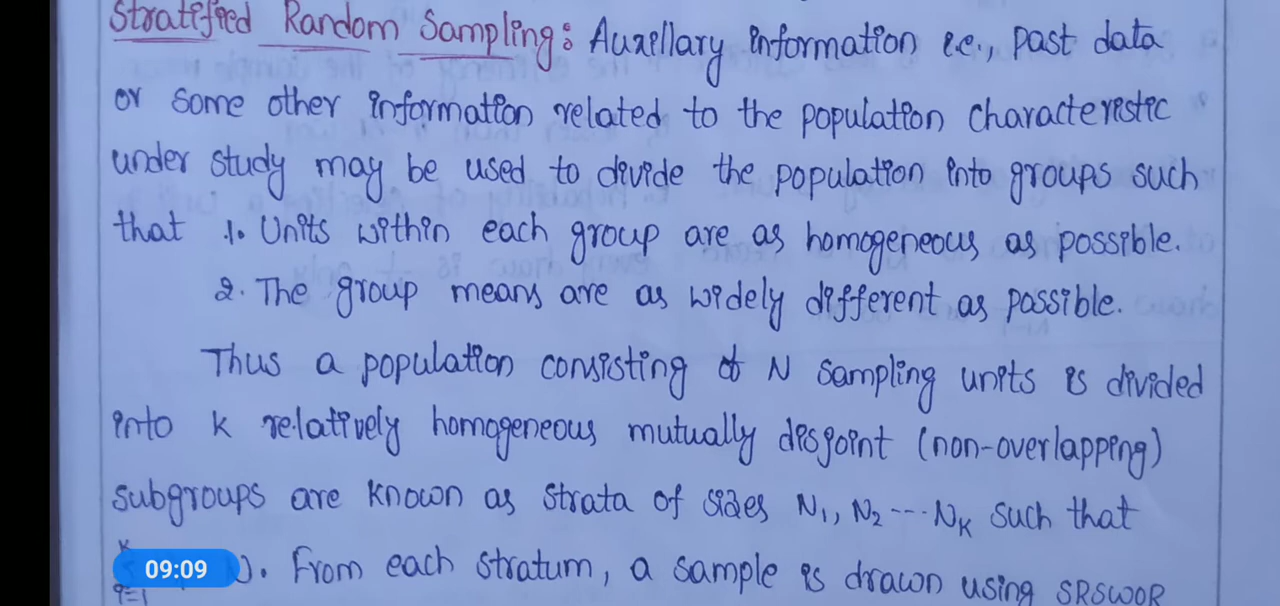 Stratified Random Sampling: Auxillary information i.e., past data
or some other information related to the population characteristic
under study may be used to divide the population into groups such
that 1. Units within each group are as homogeneous as possible.
2. The group means are as widely different as possible.
Thus a population consisting of N sampling units is divided
into K relatively homogeneous mutually disjoint (non-overlapping)
subgroups are known as strata of sizes N₁, N₂ --- Nₖ such that
09:09 From each stratum, a sample is drawn using SRSWOR